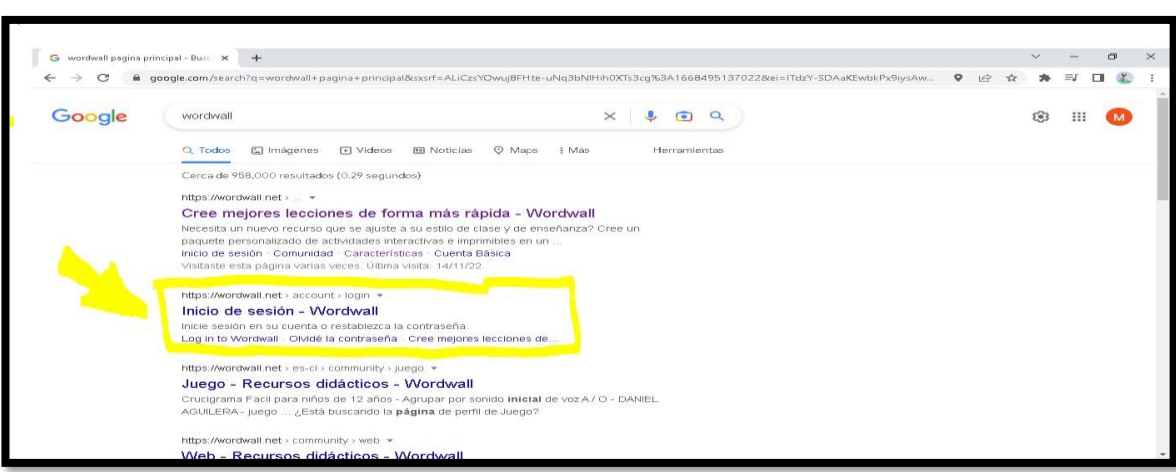 wordwall pagina principal - Busc
google.com/search?q=wordwall+pagina+principal&sxsrf=ALiCzsYOwuj8FHte-uNq3bNIHih0XTs3cg%3A1668495137022&ei=ITdzY-SDAaKEwbkPx9iysAw...
Google
wordwall
M
Todos Imágenes Videos Noticias Maps Más Herramientas
Cerca de 958,000 resultados (0.29 segundos)
https://wordwall.net › ...
Cree mejores lecciones de forma más rápida - Wordwall
Necesita un nuevo recurso que se ajuste a su estilo de clase y de enseñanza? Cree un
paquete personalizado de actividades interactivas e imprimibles en un ...
Inicio de sesión · Comunidad · Características · Cuenta Básica
Visitaste esta página varias veces. Última visita: 14/11/22.
https://wordwall.net › account › login
Inicio de sesión - Wordwall
Inicie sesión en su cuenta o restablezca la contraseña.
Log in to Wordwall · Olvidé la contraseña · Cree mejores lecciones de...
https://wordwall.net › es-cl › community › juego
Juego - Recursos didácticos - Wordwall
Crucigrama Facil para niños de 12 años - Agrupar por sonido inicial de voz A / O - DANIEL
AGUILERA - juego ... ¿Está buscando la página de perfil de Juego?
https://wordwall.net › community › web
Web - Recursos didácticos - Wordwall